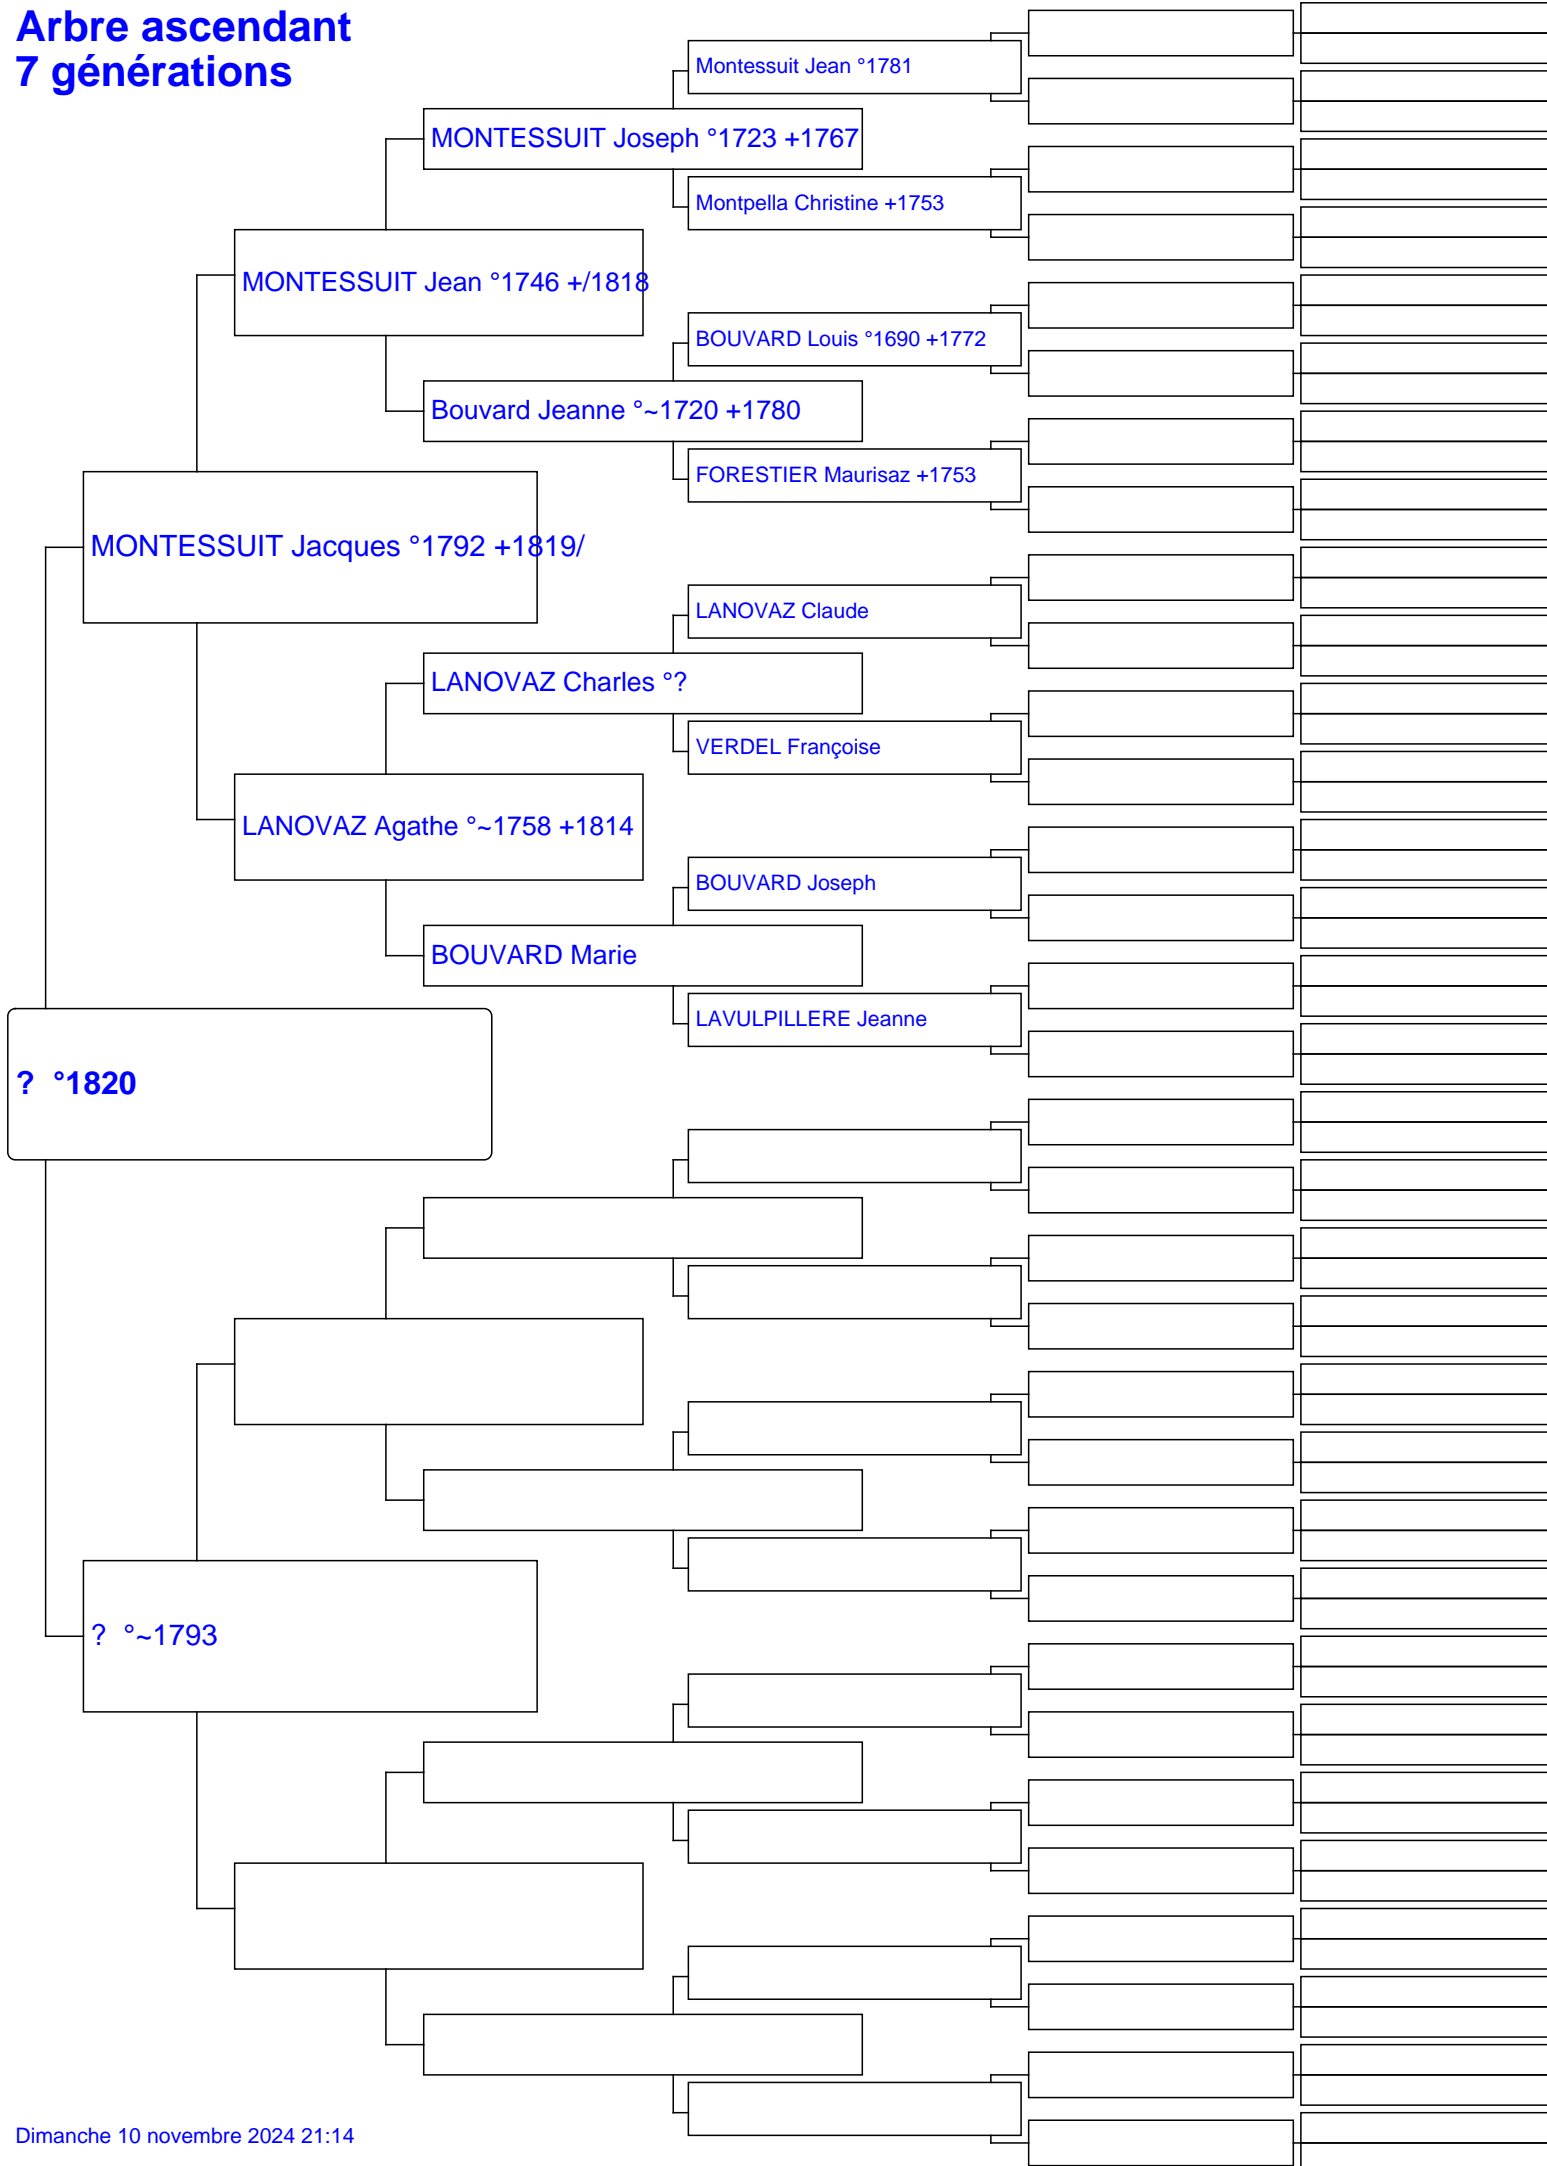 Arbre ascendant
7 générations
Montessuit Jean °1781
MONTESSUIT Joseph °1723 +1767
Montpella Christine +1753
MONTESSUIT Jean °1746 +/1818
BOUVARD Louis °1690 +1772
Bouvard Jeanne °~1720 +1780
FORESTIER Maurisaz +1753
MONTESSUIT Jacques °1792 +1819/
LANOVAZ Claude
LANOVAZ Charles °?
VERDEL Françoise
LANOVAZ Agathe °~1758 +1814
BOUVARD Joseph
BOUVARD Marie
LAVULPILLERE Jeanne
? °1820
? °~1793
Dimanche 10 novembre 2024 21:14